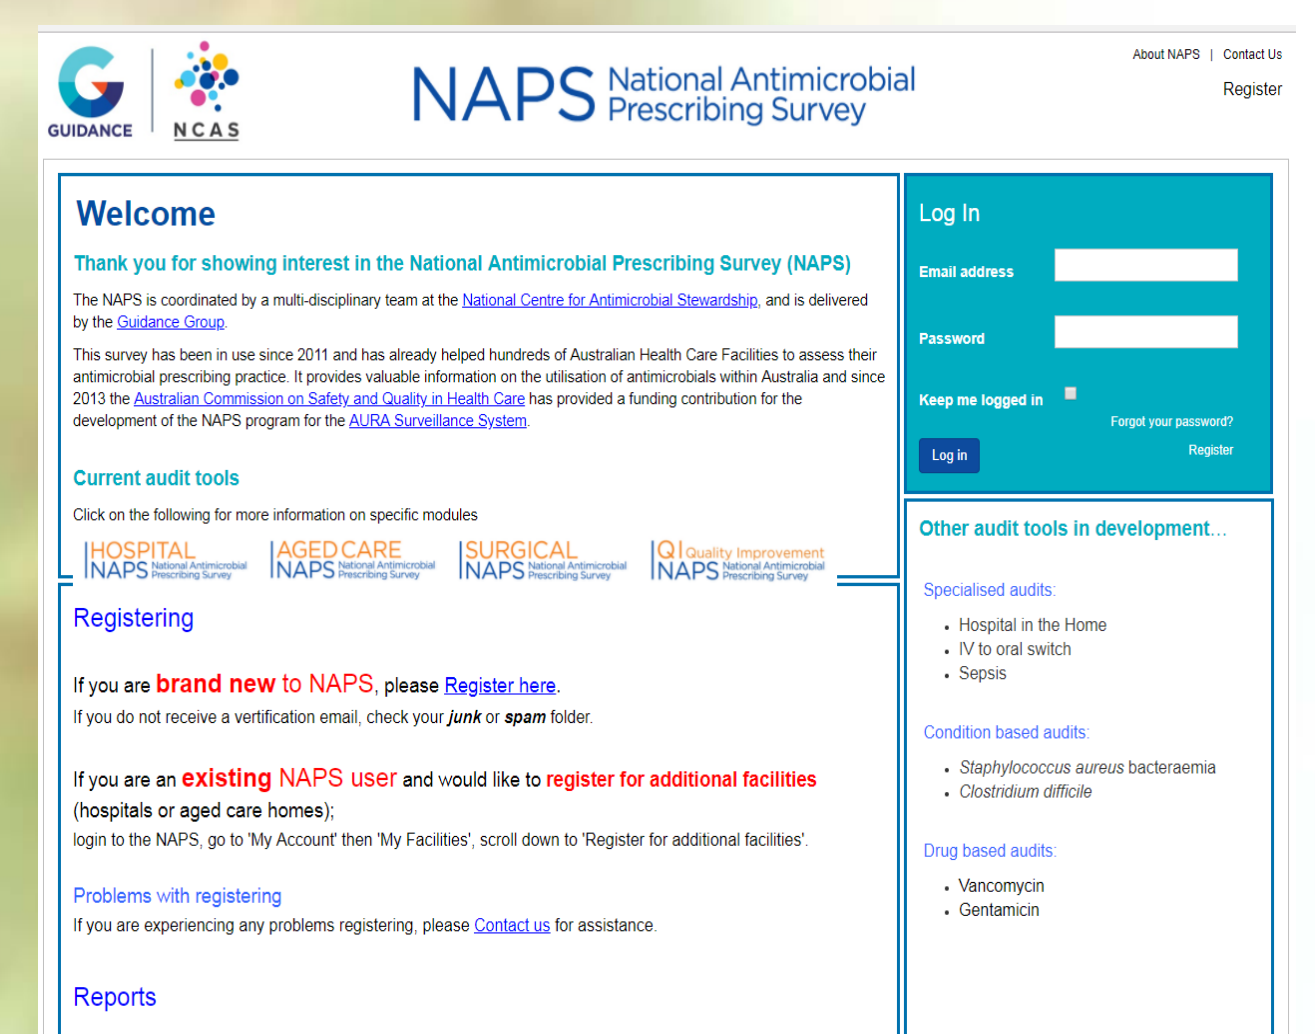 GUIDANCE
NCAS
NAPS National Antimicrobial
Prescribing Survey
About NAPS | Contact Us
Register
Welcome
Thank you for showing interest in the National Antimicrobial Prescribing Survey (NAPS)
The NAPS is coordinated by a multi-disciplinary team at the National Centre for Antimicrobial Stewardship, and is delivered
by the Guidance Group.
This survey has been in use since 2011 and has already helped hundreds of Australian Health Care Facilities to assess their
antimicrobial prescribing practice. It provides valuable information on the utilisation of antimicrobials within Australia and since
2013 the Australian Commission on Safety and Quality in Health Care has provided a funding contribution for the
development of the NAPS program for the AURA Surveillance System.
Current audit tools
Click on the following for more information on specific modules
HOSPITAL
NAPS National Antimicrobial
Prescribing Survey
AGED CARE
NAPS National Antimicrobial
Prescribing Survey
SURGICAL
NAPS National Antimicrobial
Prescribing Survey
QI Quality Improvement
NAPS National Antimicrobial
Prescribing Survey
Registering
If you are brand new to NAPS, please Register here.
If you do not receive a vertification email, check your junk or spam folder.
If you are an existing NAPS user and would like to register for additional facilities
(hospitals or aged care homes);
login to the NAPS, go to 'My Account' then 'My Facilities', scroll down to 'Register for additional facilities'.
Problems with registering
If you are experiencing any problems registering, please Contact us for assistance.
Reports
Log In
Email address
Password
Keep me logged in
Forgot your password?
Log in
Register
Other audit tools in development...
Specialised audits:
• Hospital in the Home
• IV to oral switch
• Sepsis
Condition based audits:
• Staphylococcus aureus bacteraemia
• Clostridium difficile
Drug based audits:
• Vancomycin
• Gentamicin